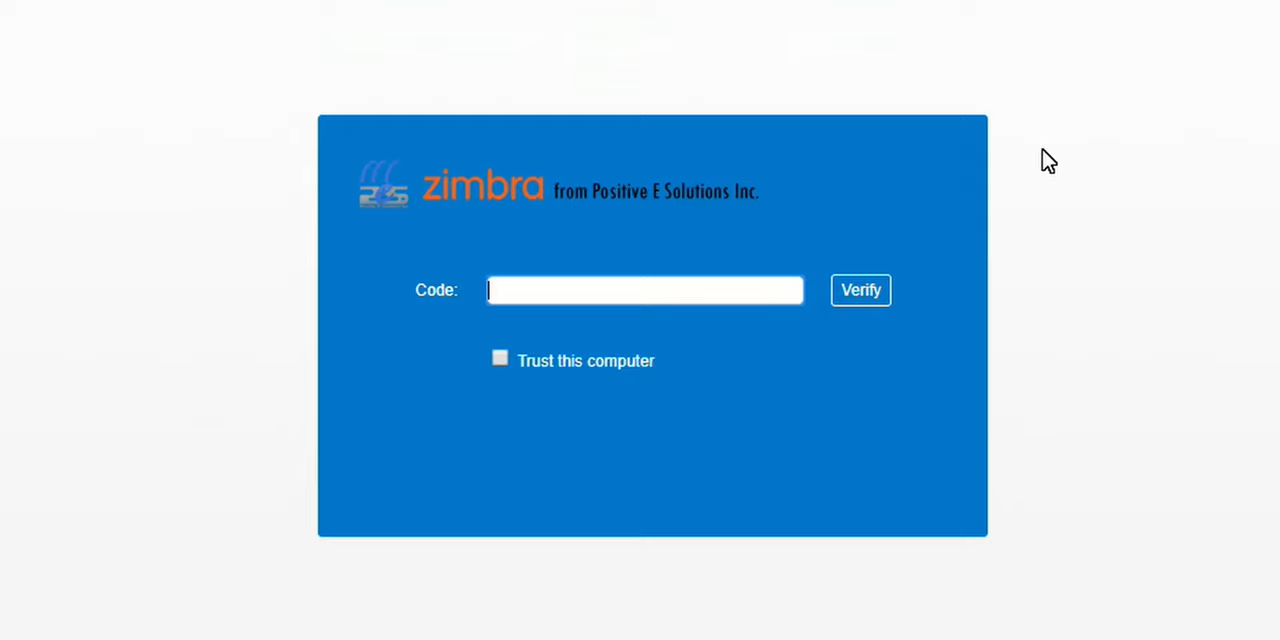 zimbra from Positive E Solutions Inc.
Code: Verify
Trust this computer